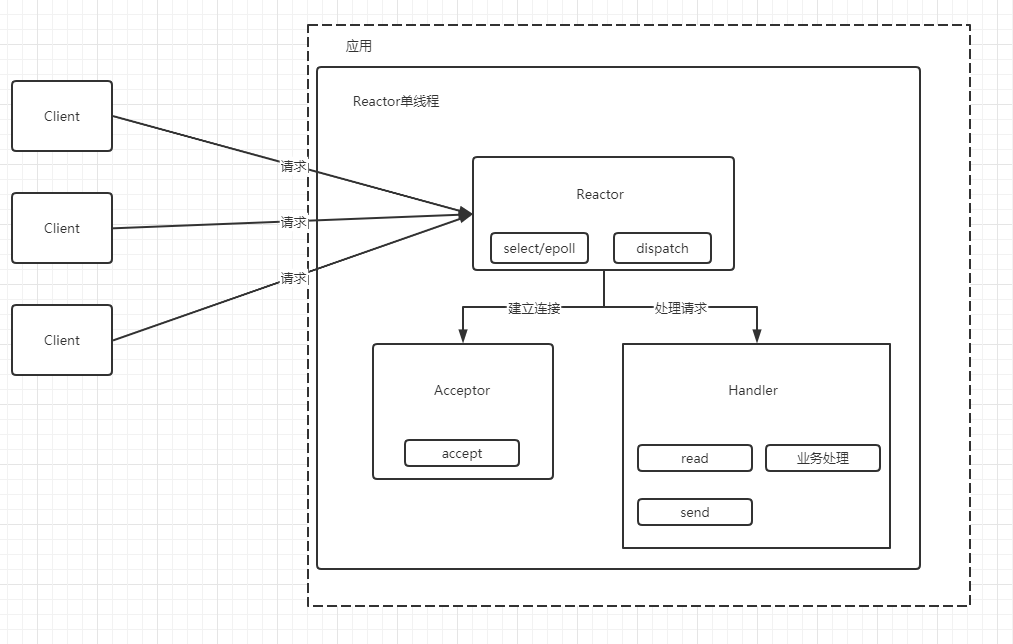 应用
Reactor单线程
Client
请求
Client
请求
Client
请求
Reactor
select/epoll
dispatch
建立连接
处理请求
Acceptor
accept
Handler
read
业务处理
send